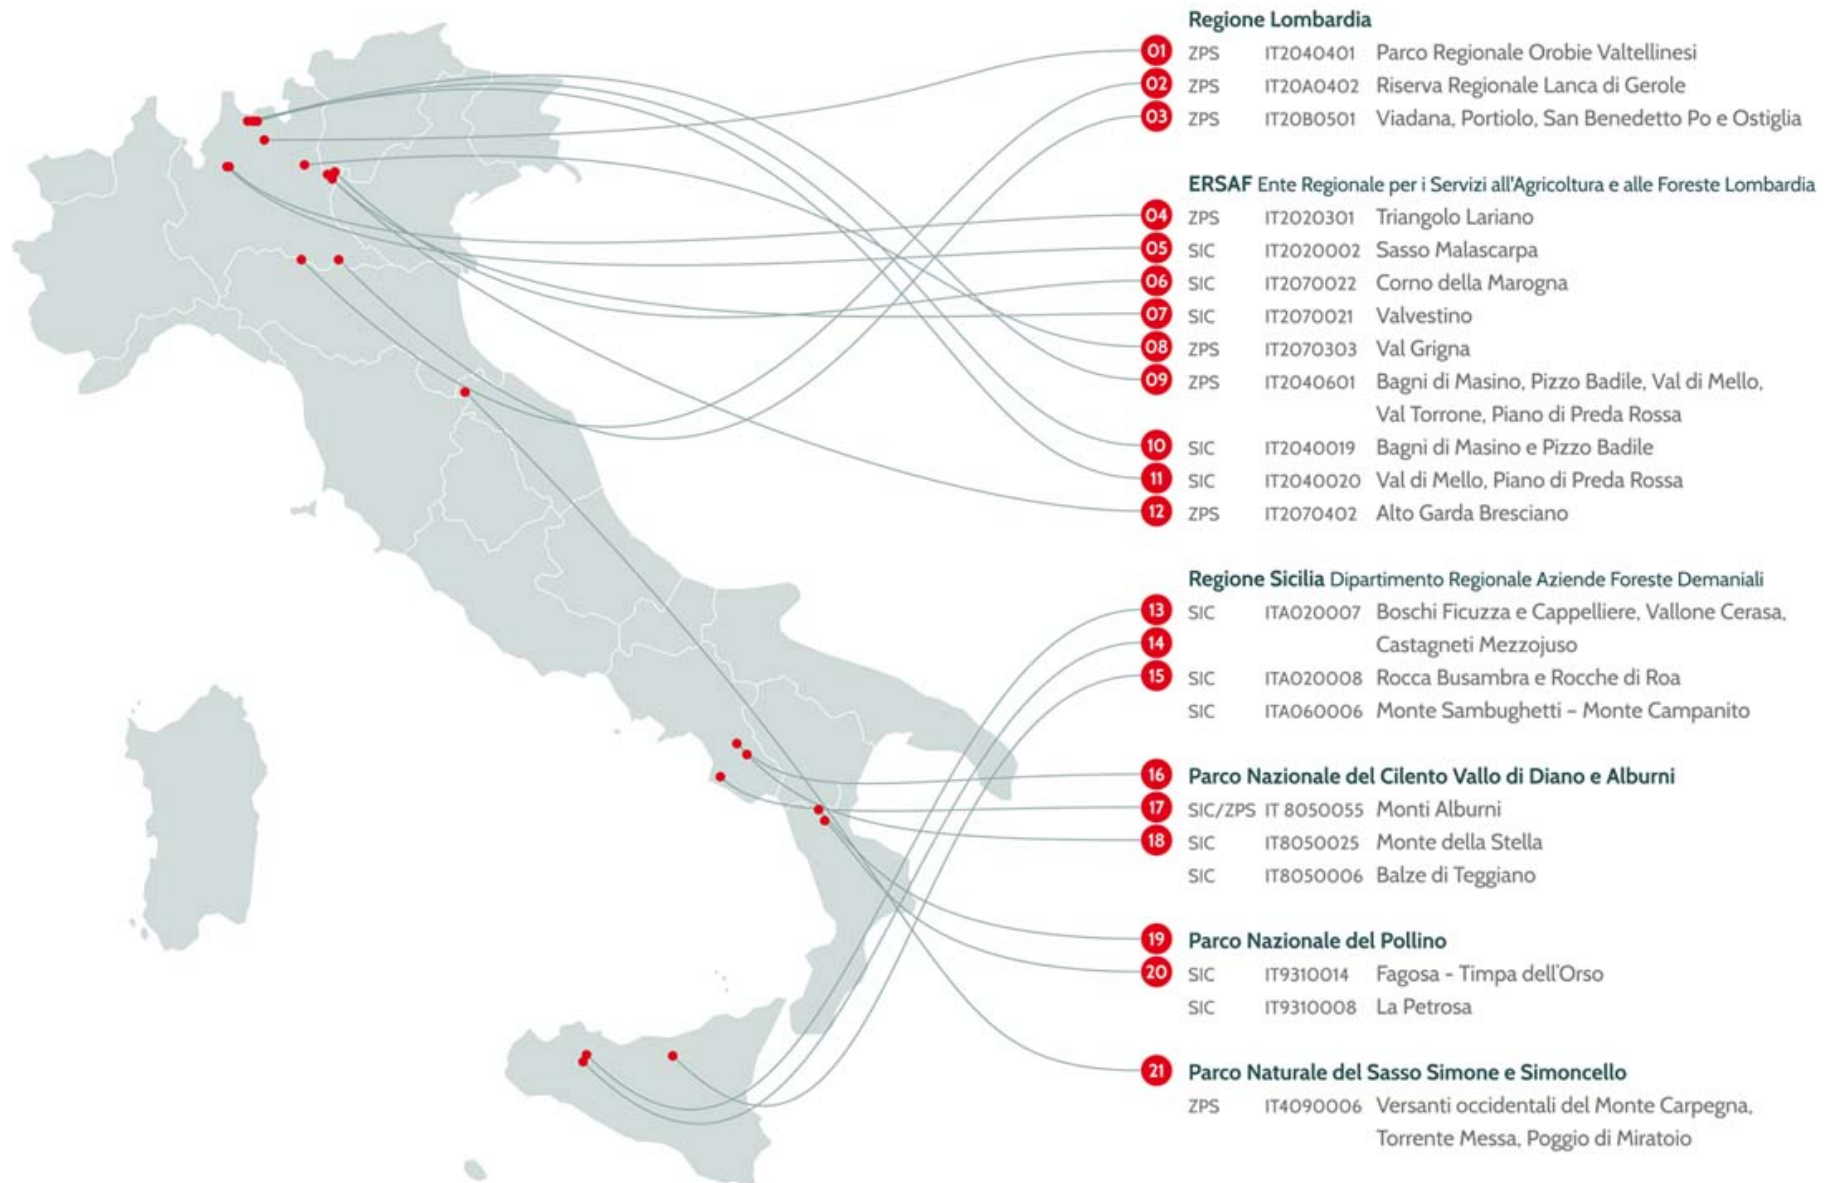 Regione Lombardia
01 ZPS IT2040401 Parco Regionale Orobie Valtellinesi
02 ZPS IT20A0402 Riserva Regionale Lanca di Gerole
03 ZPS IT20B0501 Viadana, Portiolo, San Benedetto Po e Ostiglia
ERSAF Ente Regionale per i Servizi all'Agricoltura e alle Foreste Lombardia
04 ZPS IT2020301 Triangolo Lariano
05 SIC IT2020002 Sasso Malascarpa
06 SIC IT2070022 Corno della Marogna
07 SIC IT2070021 Valvestino
08 ZPS IT2070303 Val Grigna
09 ZPS IT2040601 Bagni di Masino, Pizzo Badile, Val di Mello,
Val Torrone, Piano di Preda Rossa
10 SIC IT2040019 Bagni di Masino e Pizzo Badile
11 SIC IT2040020 Val di Mello, Piano di Preda Rossa
12 ZPS IT2070402 Alto Garda Bresciano
Regione Sicilia Dipartimento Regionale Aziende Foreste Demaniali
13 SIC ITA020007 Boschi Ficuzza e Cappelliere, Vallone Cerasa,
14 Castagneti Mezzojuso
15 SIC ITA020008 Rocca Busambra e Rocche di Roa
SIC ITA060006 Monte Sambughetti – Monte Campanito
16 Parco Nazionale del Cilento Vallo di Diano e Alburni
17 SIC/ZPS IT 8050055 Monti Alburni
18 SIC IT8050025 Monte della Stella
SIC IT8050006 Balze di Teggiano
19 Parco Nazionale del Pollino
20 SIC IT9310014 Fagosa - Timpa dell'Orso
SIC IT9310008 La Petrosa
21 Parco Naturale del Sasso Simone e Simoncello
ZPS IT4090006 Versanti occidentali del Monte Carpegna,
Torrente Messa, Poggio di Miratoio